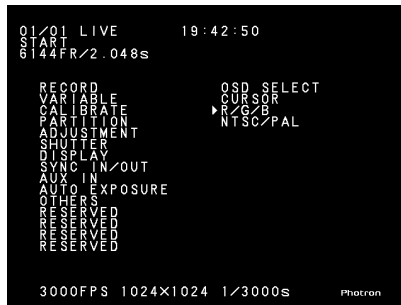 01/01 LIVE 19:42:50
START
6144FR/2.048s
RECORD OSD SELECT
VARIABLE CURSOR
CALIBRATE ▶R/G/B
PARTITION NTSC/PAL
ADJUSTMENT
SHUTTER
DISPLAY
SYNC IN/OUT
AUX IN
AUTO EXPOSURE
OTHERS
RESERVED
RESERVED
RESERVED
RESERVED
3000FPS 1024×1024 1/3000s Photron